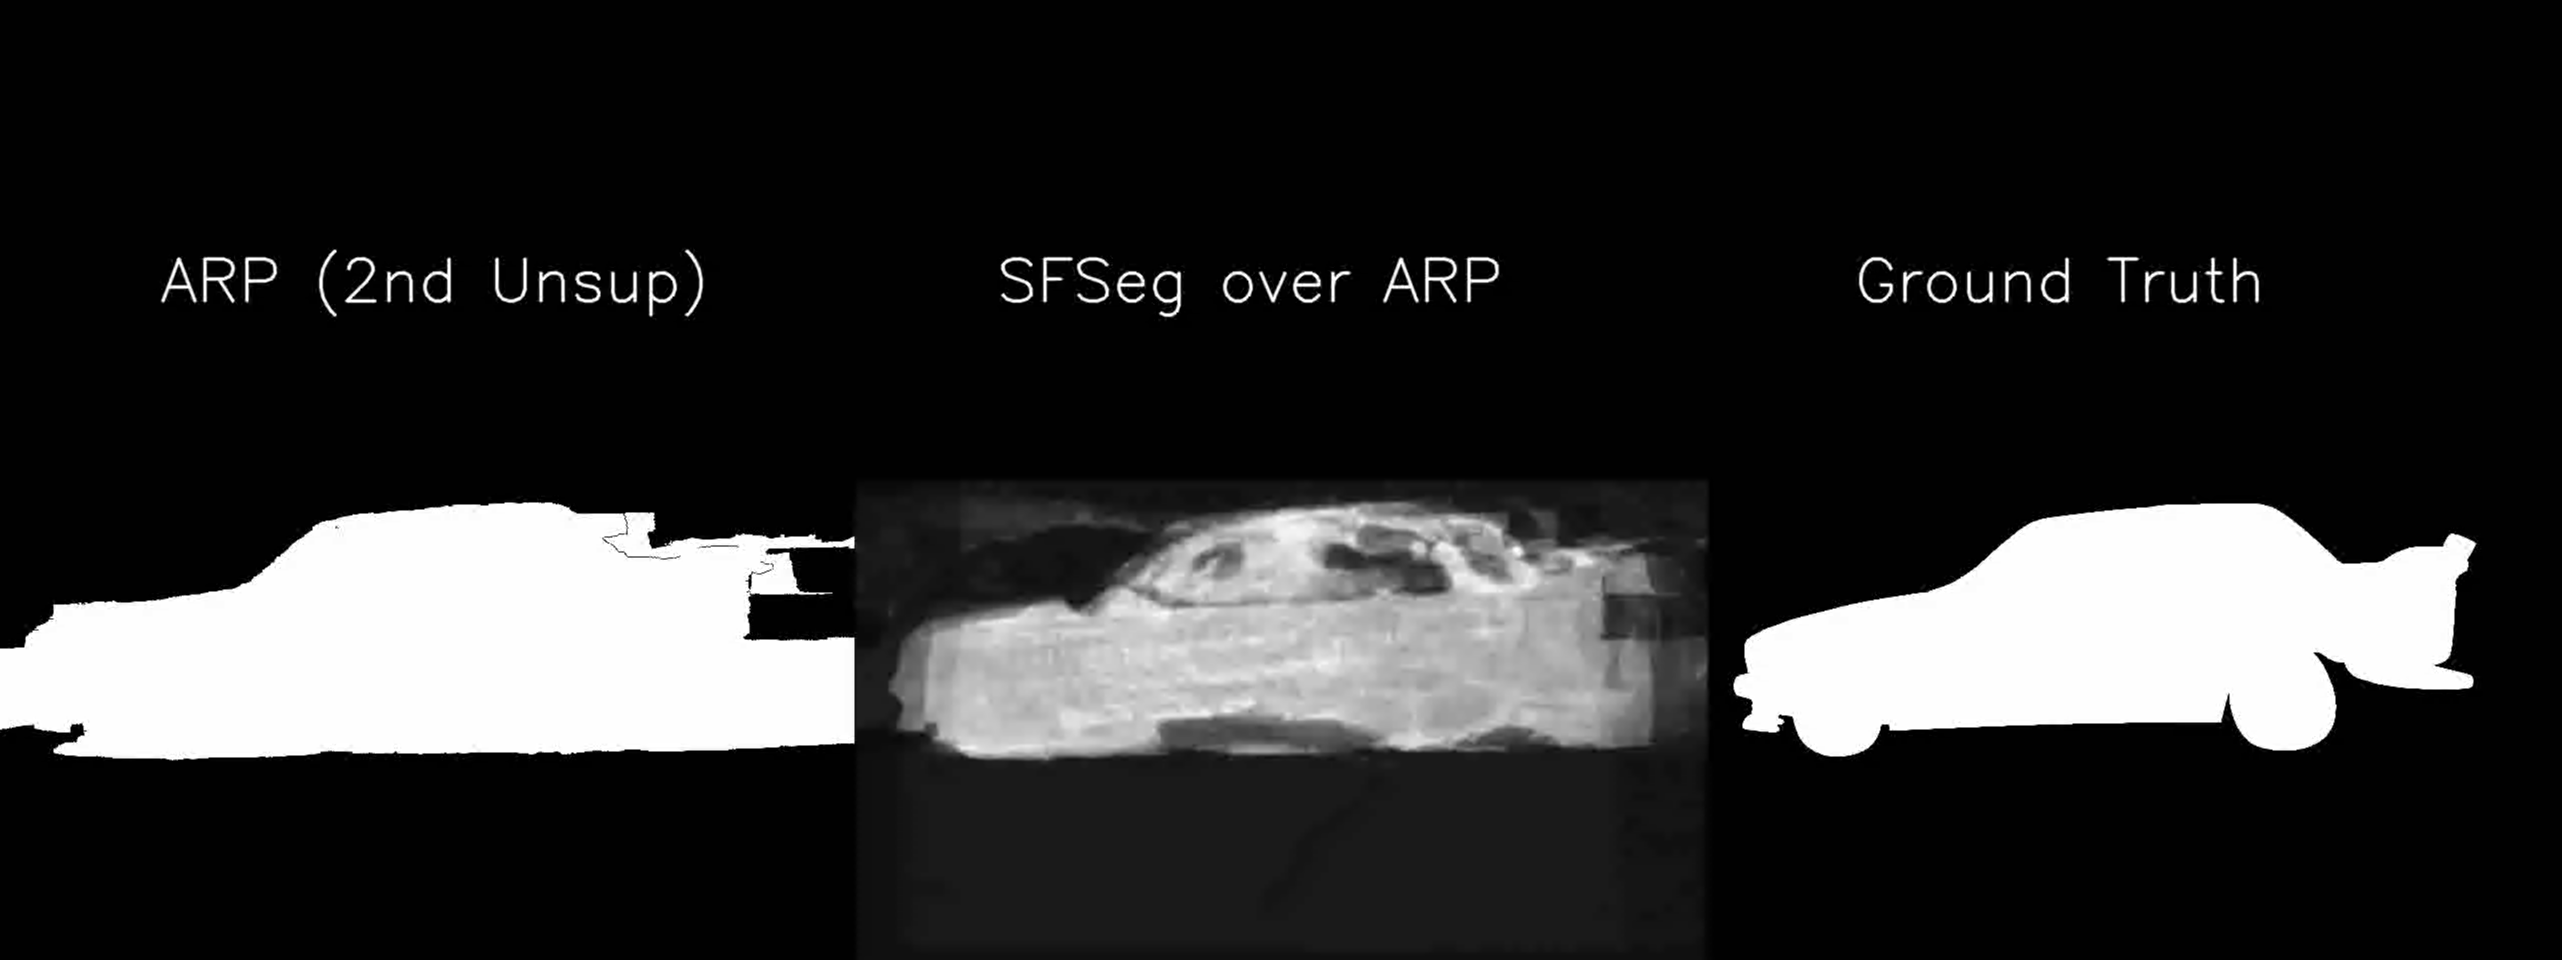 ARP (2nd Unsup)
SFSeg over ARP
Ground Truth